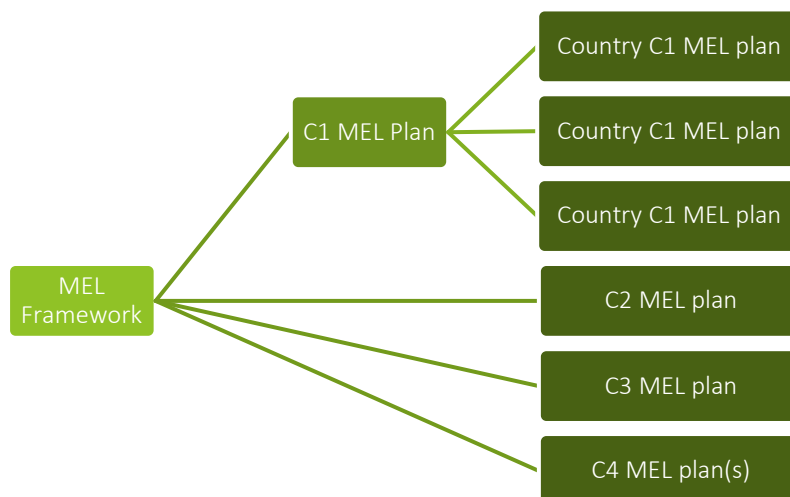 Country C1 MEL plan
C1 MEL Plan
Country C1 MEL plan
Country C1 MEL plan
MEL
Framework
C2 MEL plan
C3 MEL plan
C4 MEL plan(s)